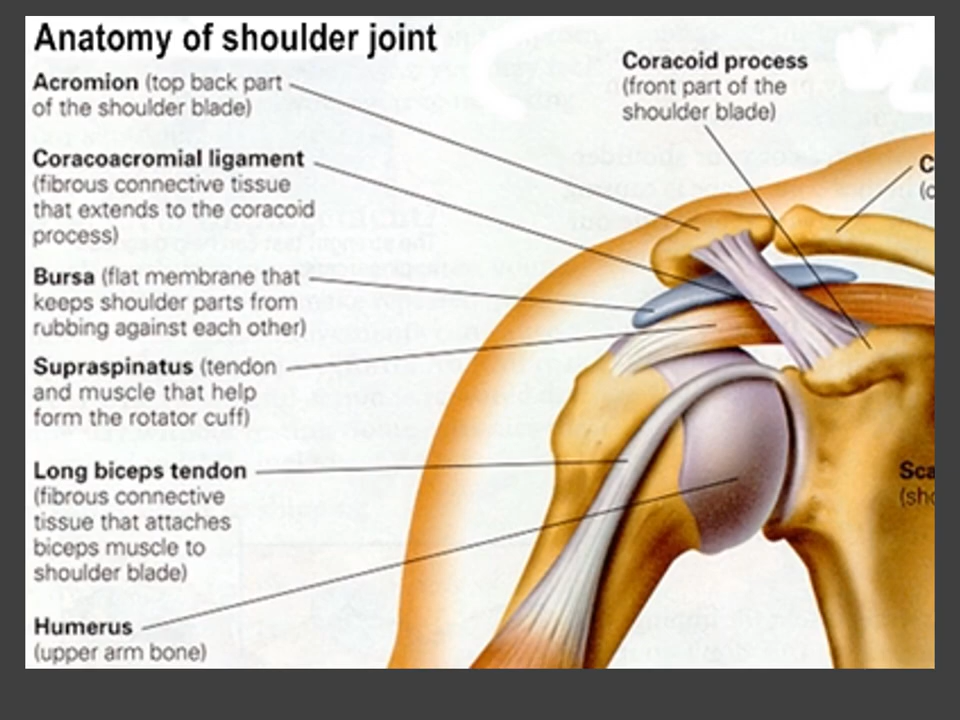 Anatomy of shoulder joint
Acromion (top back part
of the shoulder blade)
Coracoacromial ligament
(fibrous connective tissue
that extends to the coracoid
process)
Bursa (flat membrane that
keeps shoulder parts from
rubbing against each other)
Supraspinatus (tendon
and muscle that help
form the rotator cuff)
Long biceps tendon
(fibrous connective
tissue that attaches
biceps muscle to
shoulder blade)
Humerus
(upper arm bone)
Coracoid process
(front part of the
shoulder blade)